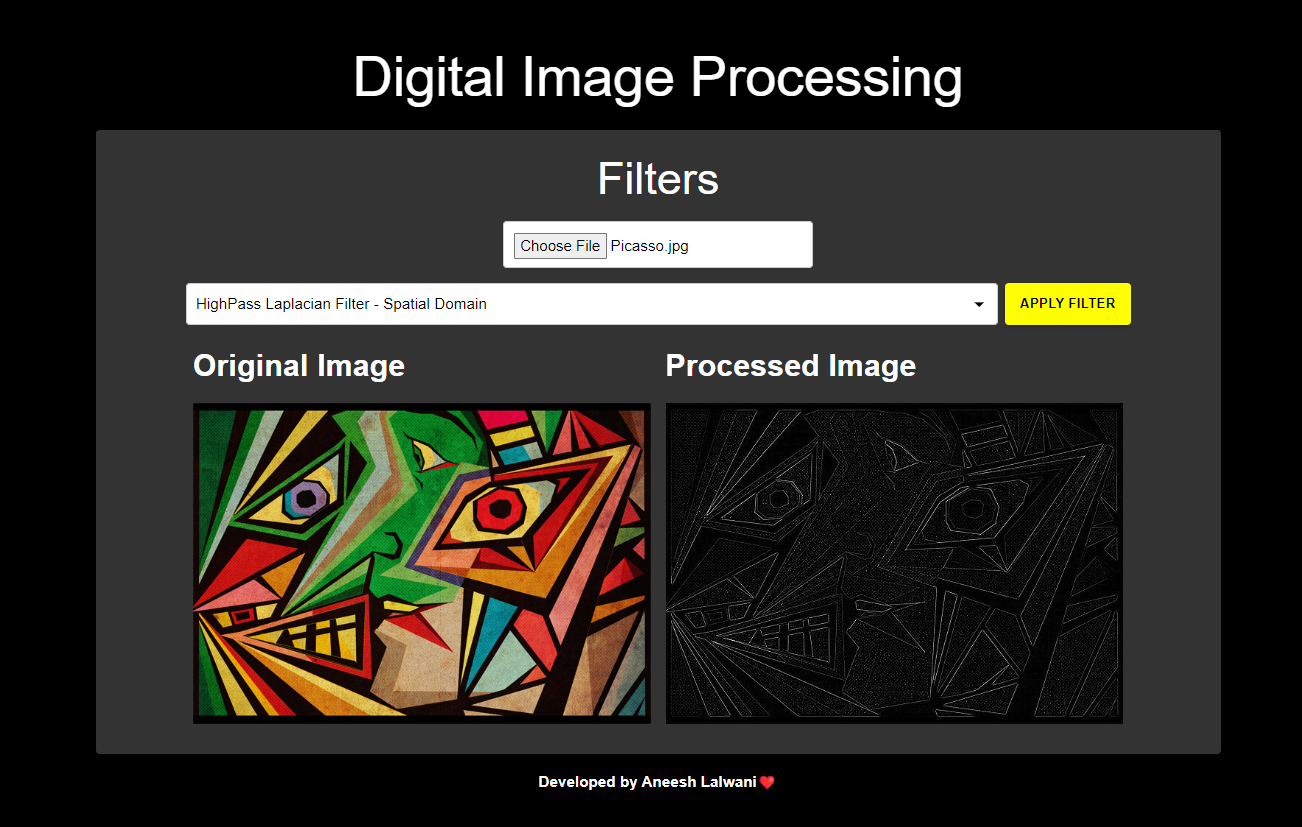 Digital Image Processing
Filters
Choose File Picasso.jpg
HighPass Laplacian Filter - Spatial Domain
APPLY FILTER
Original Image
Processed Image
Developed by Aneesh Lalwani❤️